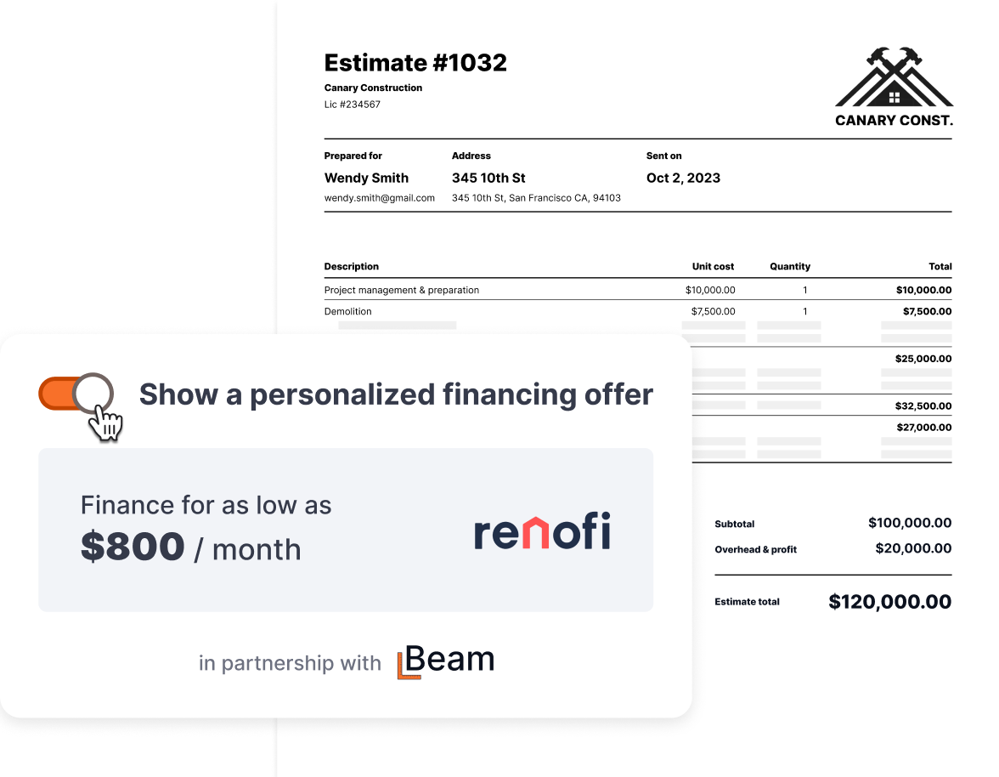 Estimate #1032
Canary Construction
Lic #234567
CANARY CONST.
Prepared for Address Sent on
Wendy Smith 345 10th St Oct 2, 2023
wendy.smith@gmail.com 345 10th St, San Francisco CA, 94103
Description Unit cost Quantity Total
Project management & preparation $10,000.00 1 $10,000.00
Demolition $7,500.00 1 $7,500.00
$25,000.00
$32,500.00
$27,000.00
Subtotal $100,000.00
Overhead & profit $20,000.00
Estimate total $120,000.00
Show a personalized financing offer
Finance for as low as
$800 / month
renofi
in partnership with Beam